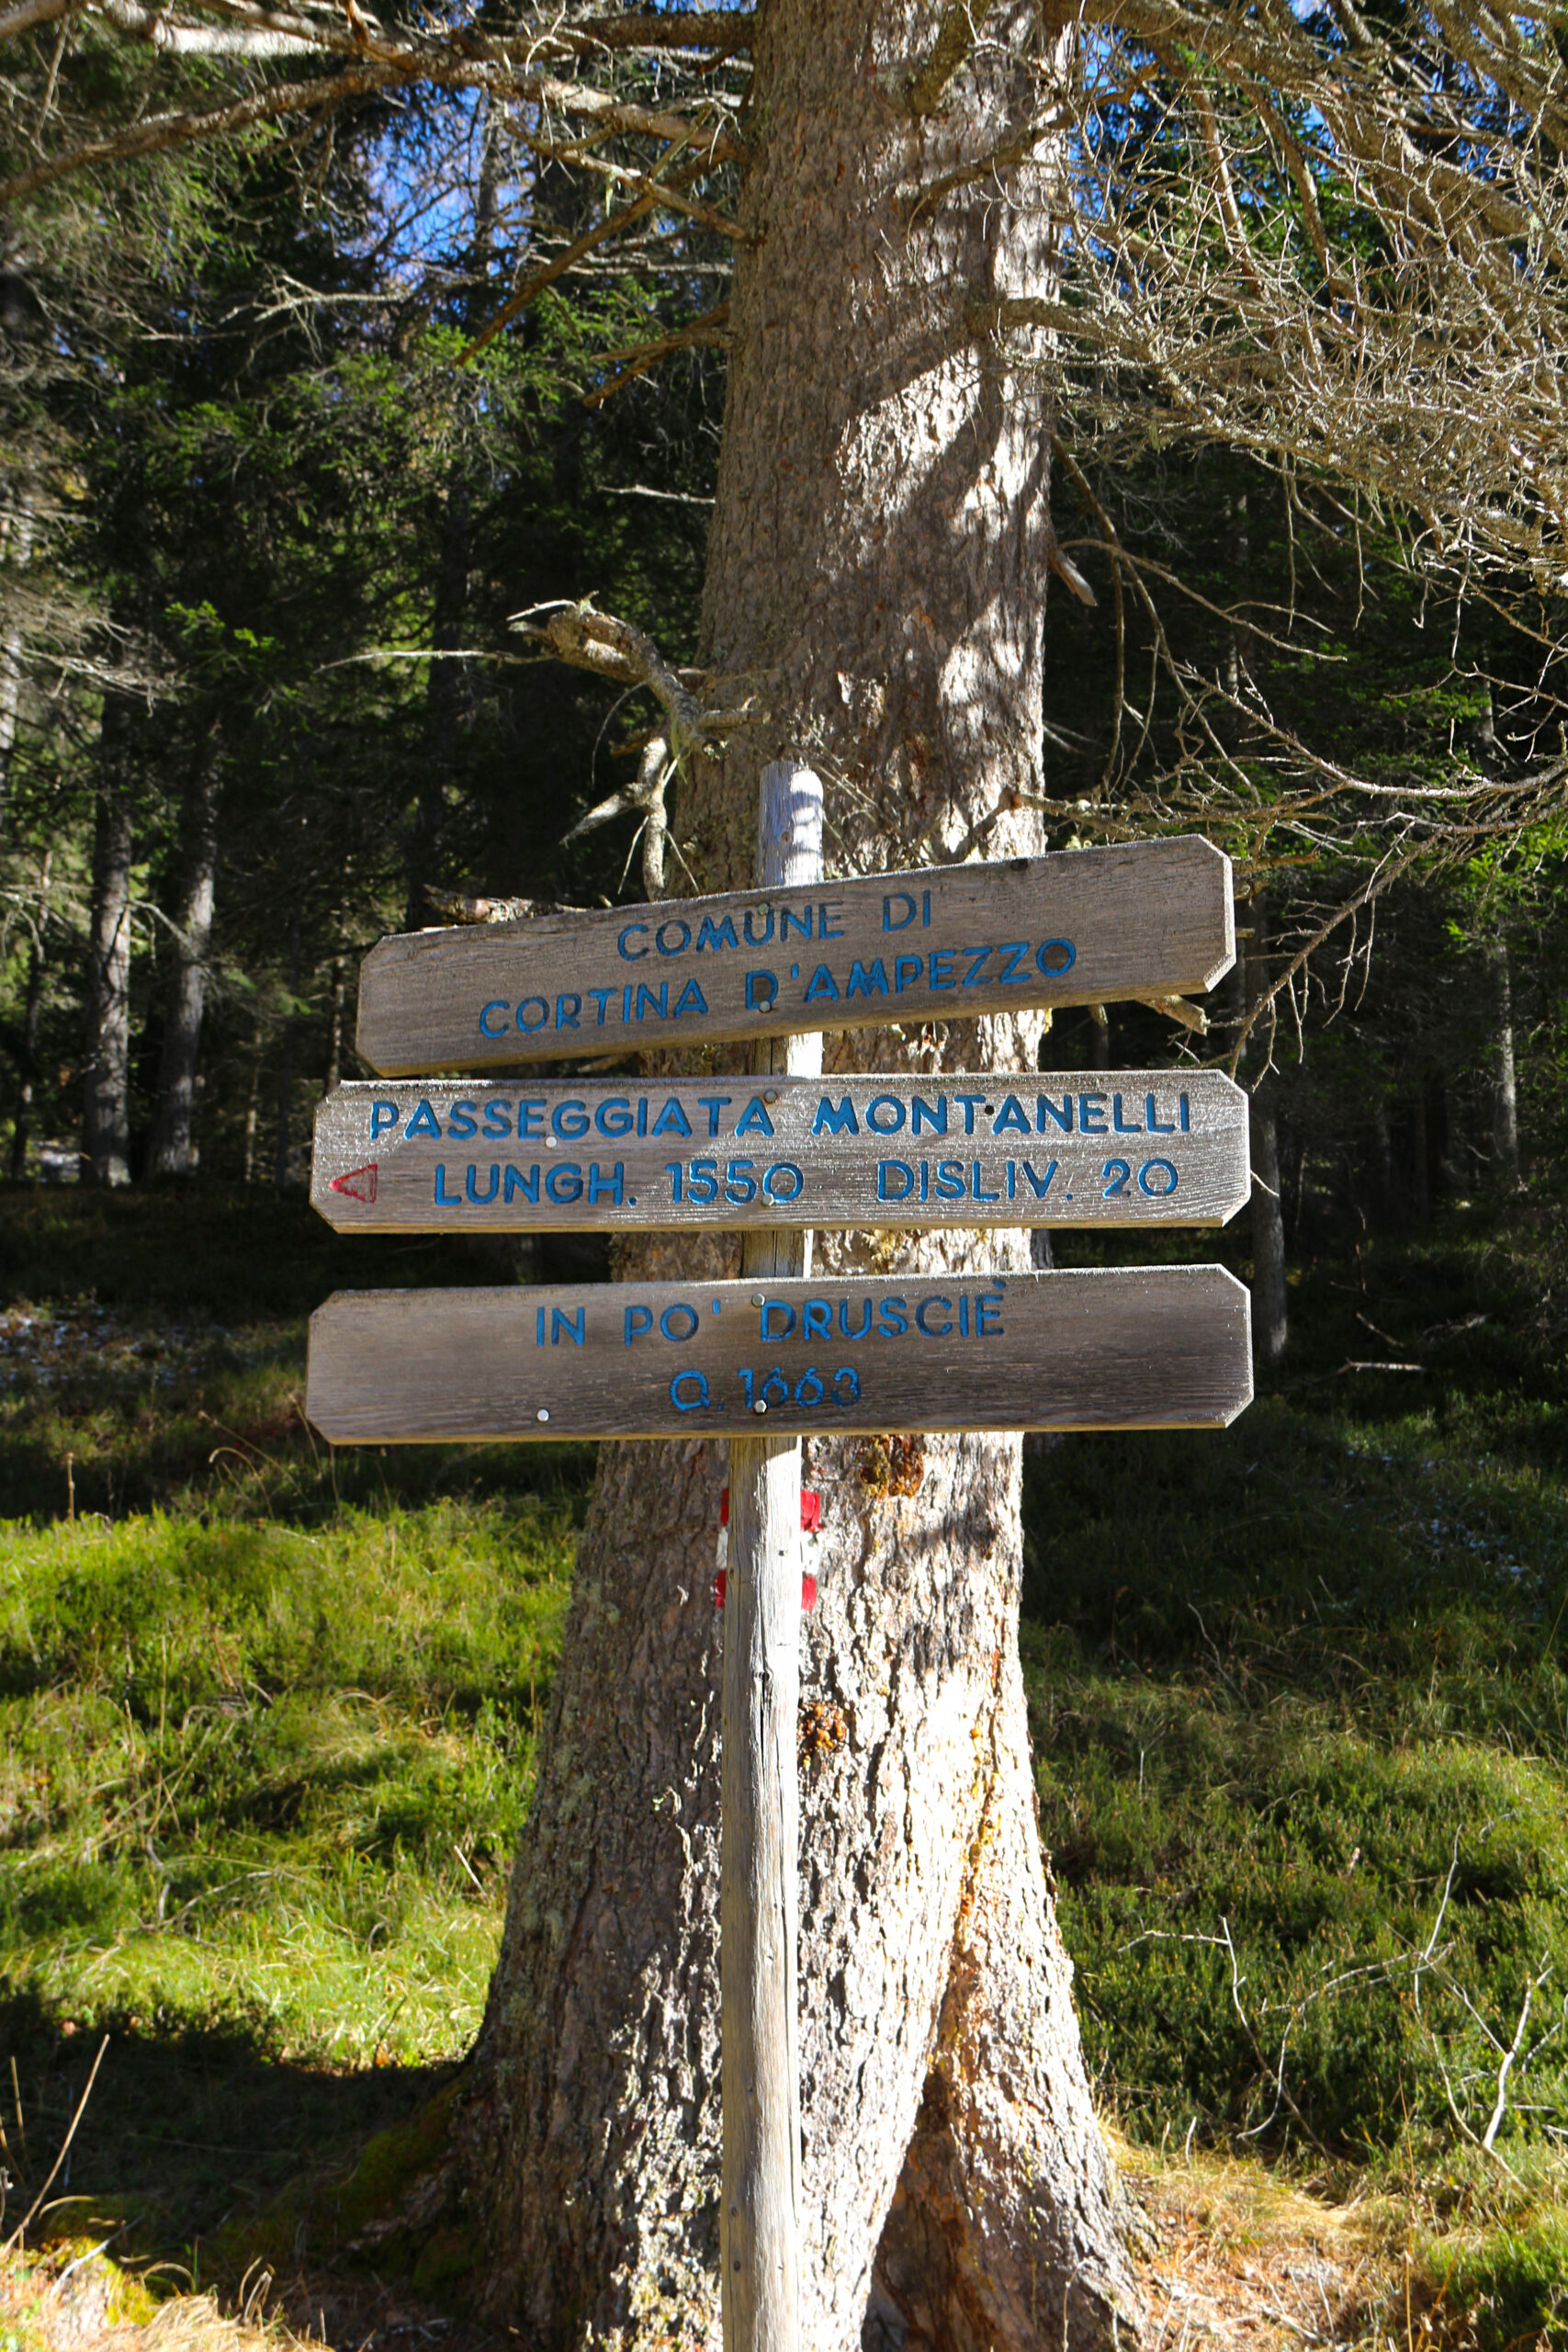 COMUNE DI
CORTINA D'AMPEZZO
PASSEGGIATA MONTANELLI
LUNGH. 1550 DISLIV. 20
IN PO' DRUSCIÈ
Q. 1663